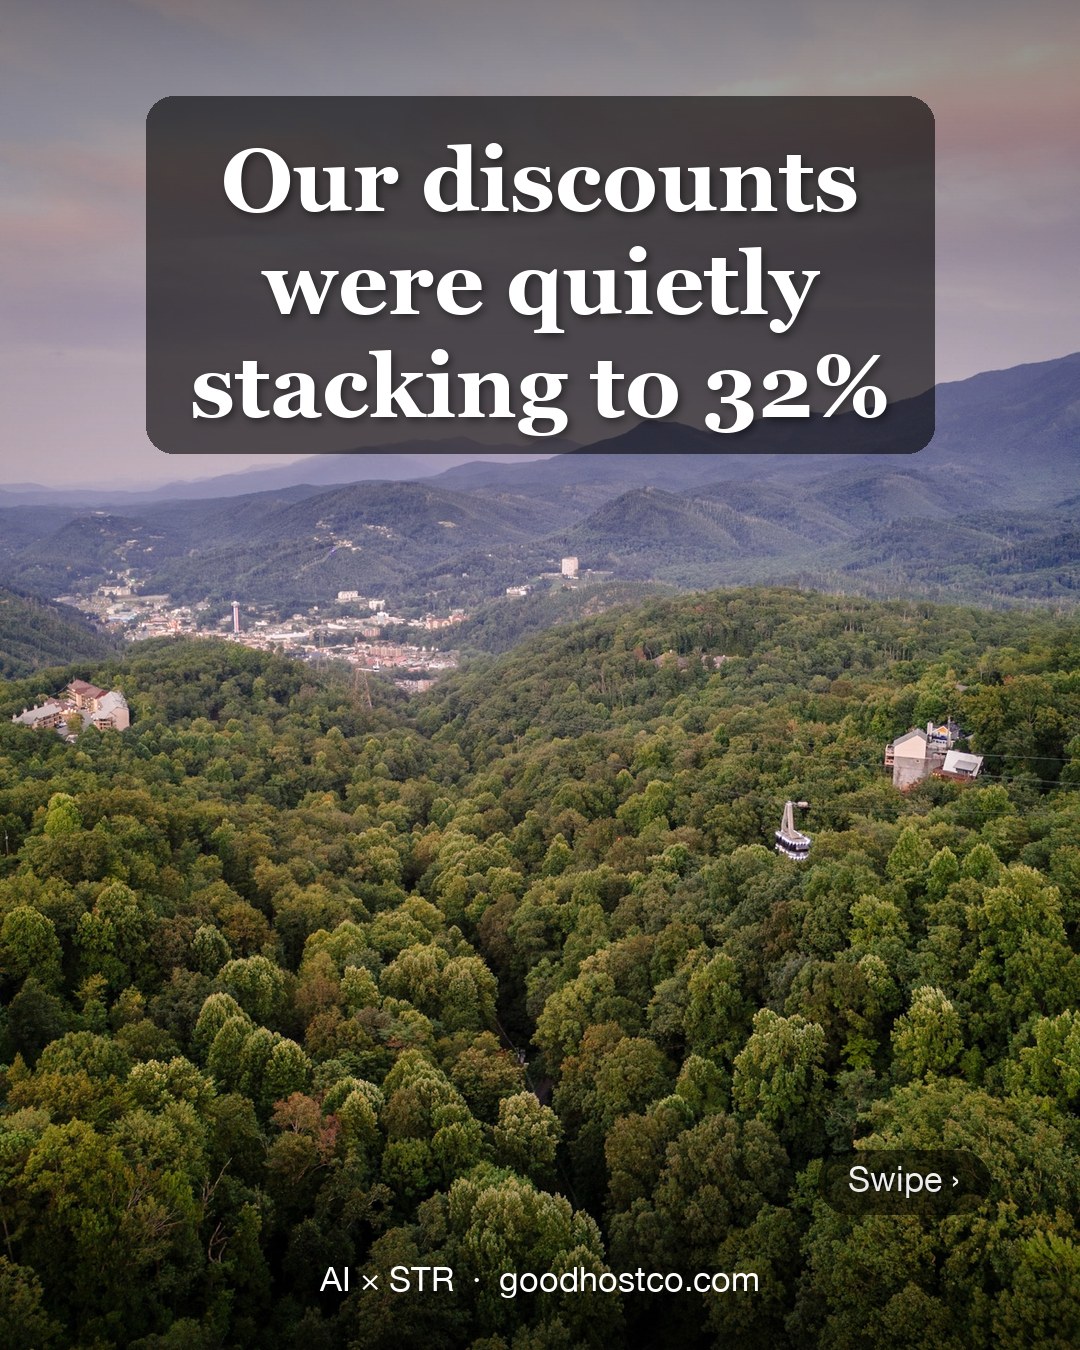 Our discounts
were quietly
stacking to 32%
Swipe ›
AI × STR · goodhostco.com